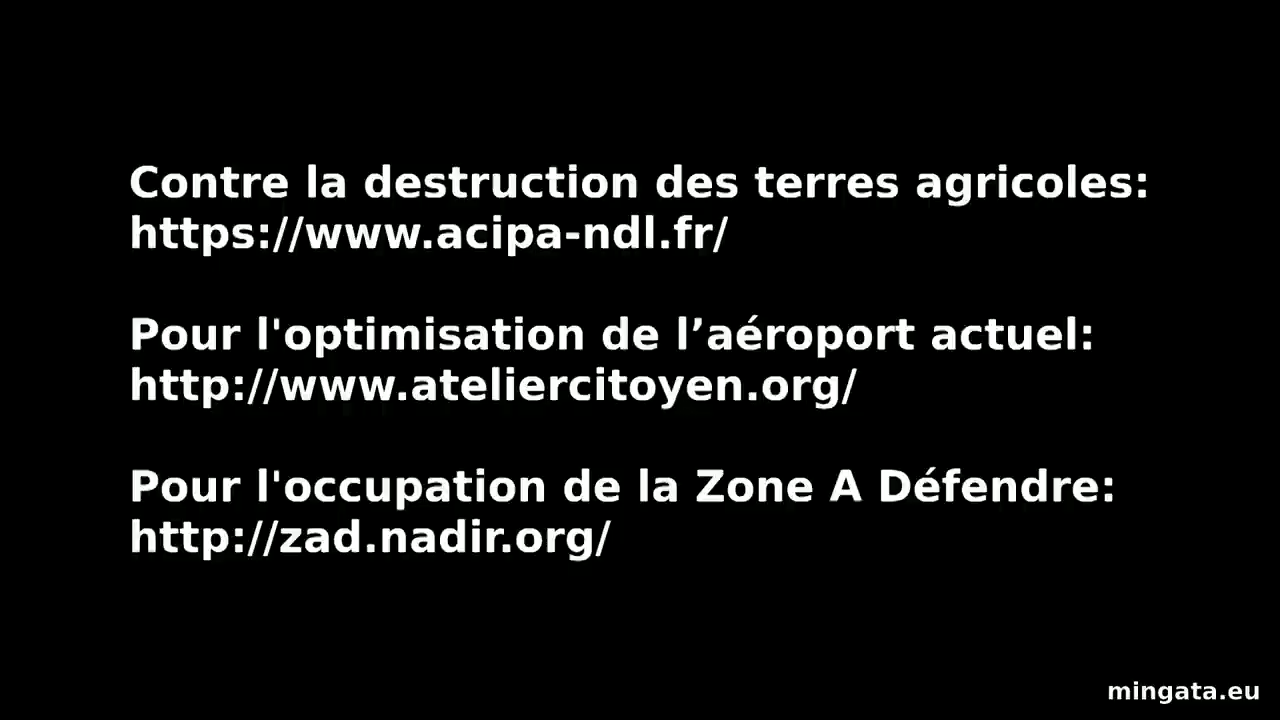 Contre la destruction des terres agricoles:
https://www.acipa-ndl.fr/
Pour l'optimisation de l’aéroport actuel:
http://www.ateliercitoyen.org/
Pour l'occupation de la Zone A Défendre:
http://zad.nadir.org/
mingata.eu